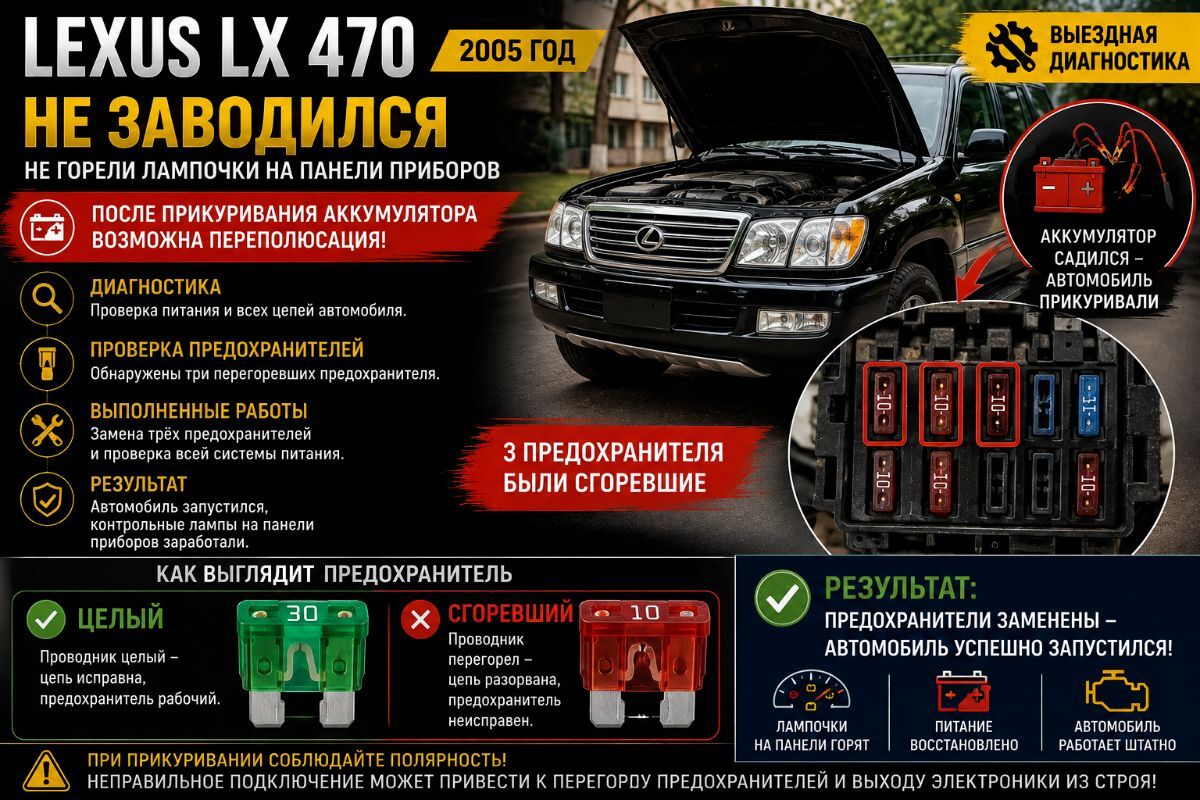 LEXUS LX 470
2005 ГОД
НЕ ЗАВОДИЛСЯ
НЕ ГОРЕЛИ ЛАМПОЧКИ НА ПАНЕЛИ ПРИБОРОВ
ПОСЛЕ ПРИКУРИВАНИЯ АККУМУЛЯТОРА
ВОЗМОЖНА ПЕРЕПОЛЮСАЦИЯ!
ВЫЕЗДНАЯ
ДИАГНОСТИКА
АККУМУЛЯТОР
САДИЛСЯ –
АВТОМОБИЛЬ
ПРИКУРИВАЛИ
ДИАГНОСТИКА
Проверка питания и всех цепей автомобиля.
ПРОВЕРКА ПРЕДОХРАНИТЕЛЕЙ
Обнаружены три перегоревших предохранителя.
ВЫПОЛНЕННЫЕ РАБОТЫ
Замена трёх предохранителей
и проверка всей системы питания.
РЕЗУЛЬТАТ
Автомобиль запустился,
контрольные лампы на панели
приборов заработали.
3 ПРЕДОХРАНИТЕЛЯ
БЫЛИ СГОРЕВШИЕ
КАК ВЫГЛЯДИТ ПРЕДОХРАНИТЕЛЬ
ЦЕЛЫЙ
Проводник целый –
цепь исправна,
предохранитель рабочий.
30
СГОРЕВШИЙ
Проводник
перегорел –
цепь разорвана,
предохранитель
неисправен.
10
РЕЗУЛЬТАТ:
ПРЕДОХРАНИТЕЛИ ЗАМЕНЕНЫ –
АВТОМОБИЛЬ УСПЕШНО ЗАПУСТИЛСЯ!
ЛАМПОЧКИ
НА ПАНЕЛИ ГОРЯТ
ПИТАНИЕ
ВОССТАНОВЛЕНО
АВТОМОБИЛЬ
РАБОТАЕТ ШТАТНО
ПРИ ПРИКУРИВАНИИ СОБЛЮДАЙТЕ ПОЛЯРНОСТЬ!
НЕПРАВИЛЬНОЕ ПОДКЛЮЧЕНИЕ МОЖЕТ ПРИВЕСТИ К ПЕРЕГОРДУ ПРЕДОХРАНИТЕЛЕЙ И ВЫХОДУ ЭЛЕКТРОНИКИ ИЗ СТРОЯ!